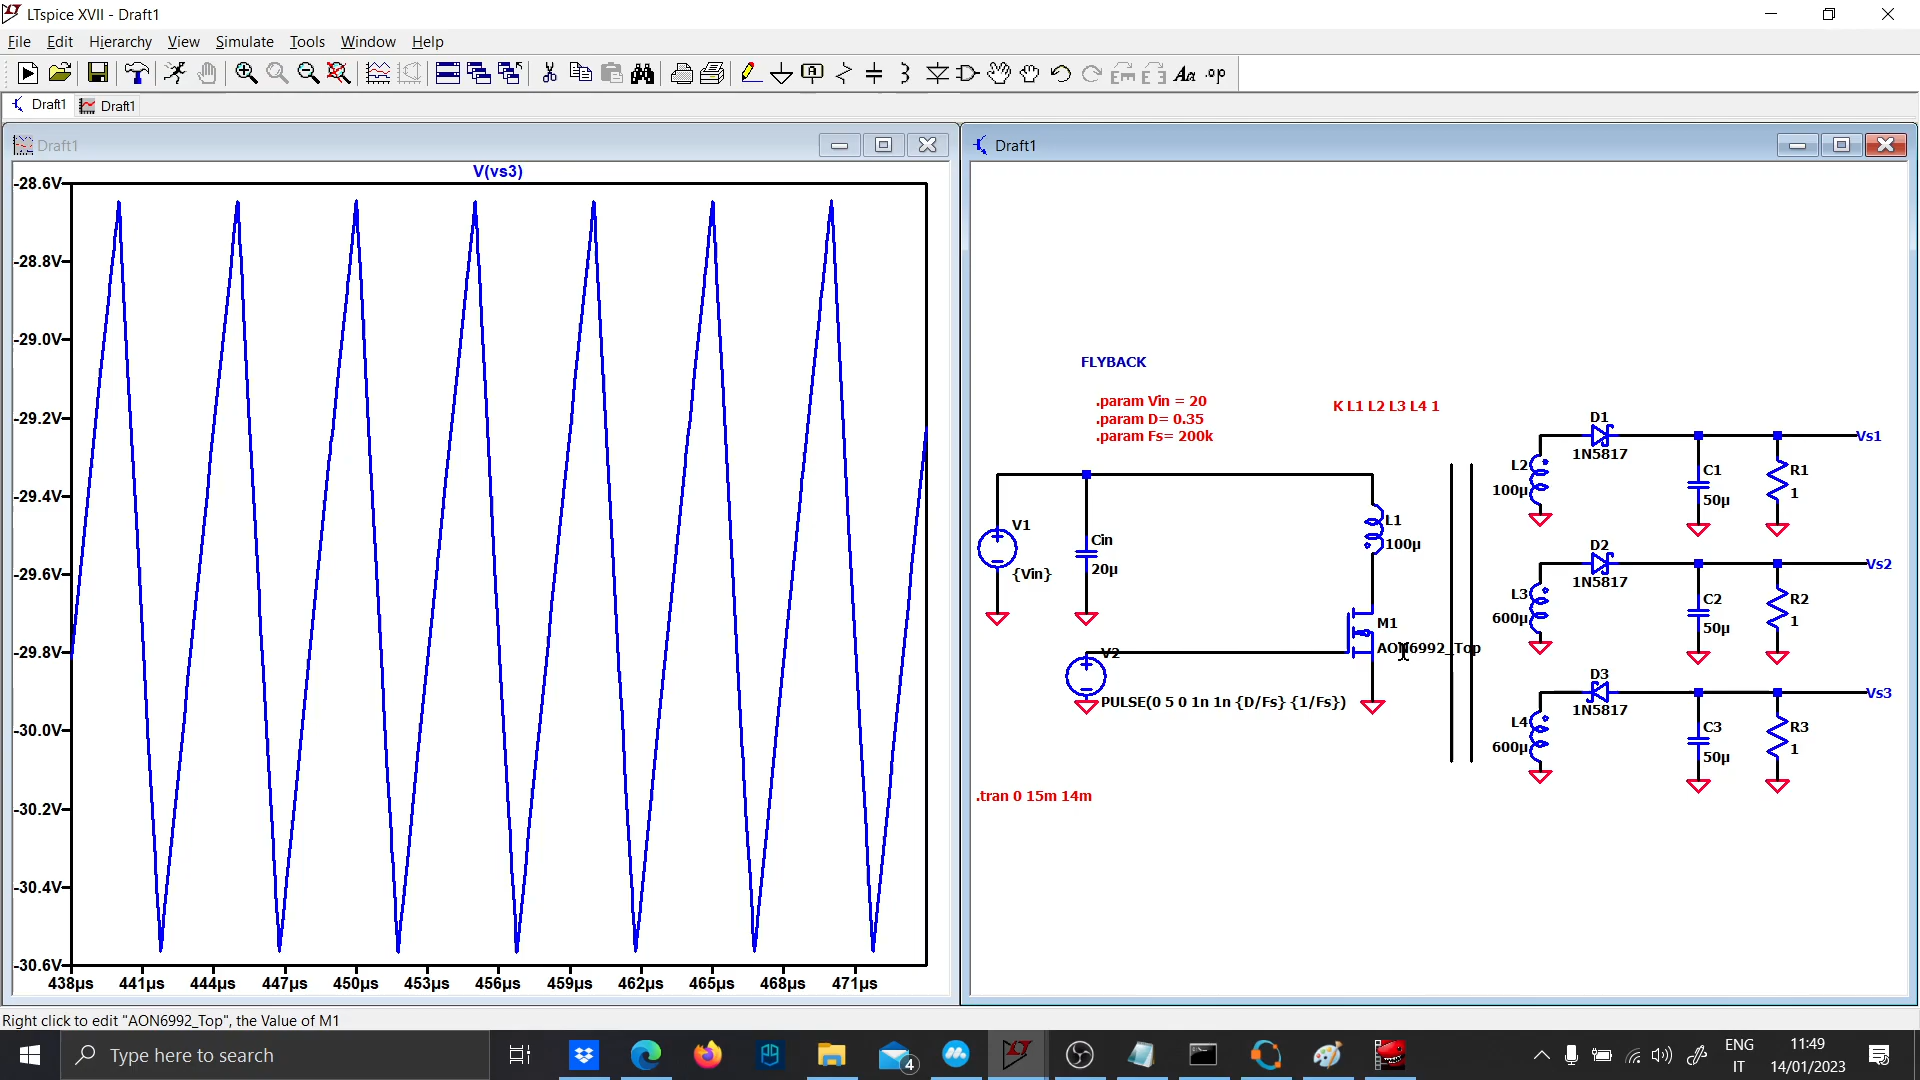 LTspice XVII - Draft1
File Edit Hierarchy View Simulate Tools Window Help
Draft1 Draft1
Draft1
V(vs3)
-28.6V
-28.8V
-29.0V
-29.2V
-29.4V
-29.6V
-29.8V
-30.0V
-30.2V
-30.4V
-30.6V
438µs 441µs 444µs 447µs 450µs 453µs 456µs 459µs 462µs 465µs 468µs 471µs
Draft1
FLYBACK
.param Vin = 20
.param D= 0.35
.param Fs= 200k
K L1 L2 L3 L4 1
V1
{Vin}
Cin
20µ
L1
100µ
M1
AON6992_Top
V2
PULSE(0 5 0 1n 1n {D/Fs} {1/Fs})
.tran 0 15m 14m
D1
1N5817
Vs1
L2
100µ
C1
50µ
R1
1
D2
1N5817
Vs2
L3
600µ
C2
50µ
R2
1
D3
1N5817
Vs3
L4
600µ
C3
50µ
R3
1
Right click to edit "AON6992_Top", the Value of M1
Type here to search
4
ENG
IT
11:49
14/01/2023